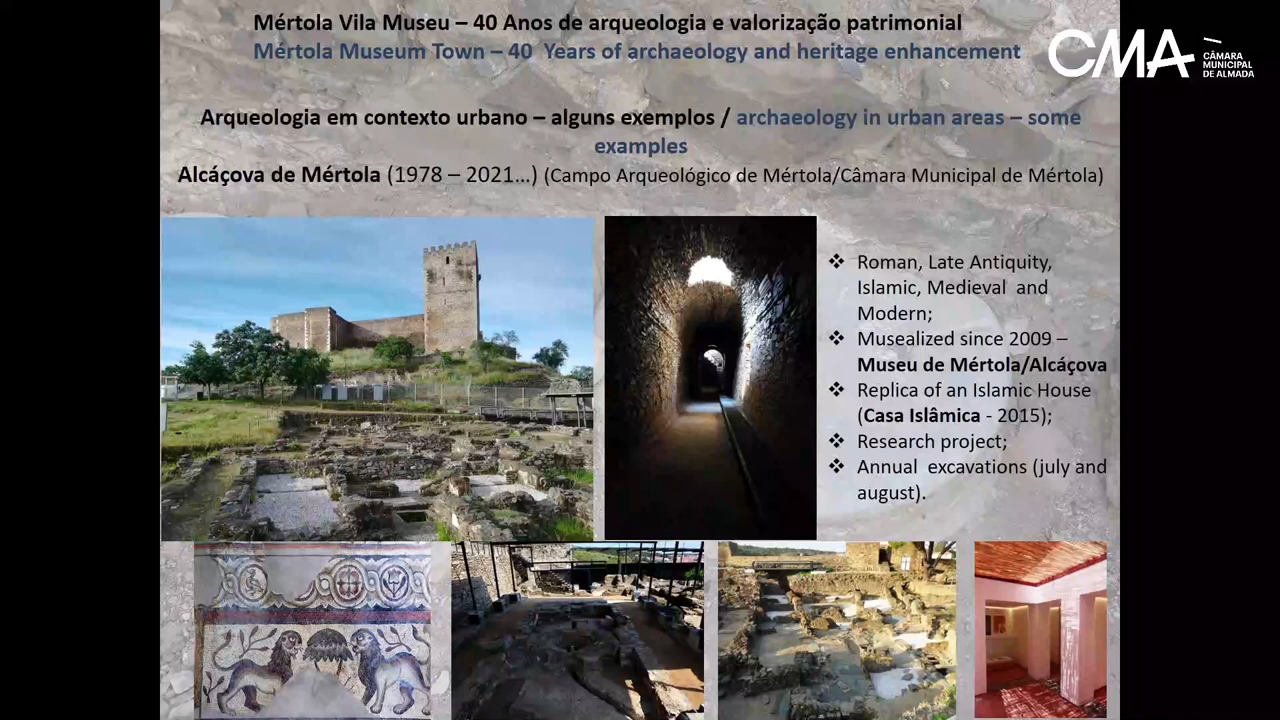 Mértola Vila Museu – 40 Anos de arqueologia e valorização patrimonial
Mértola Museum Town – 40 Years of archaeology and heritage enhancement
CMA CÂMARA
MUNICIPAL
DE ALMADA
Arqueologia em contexto urbano – alguns exemplos / archaeology in urban areas – some
examples
Alcáçova de Mértola (1978 – 2021...) (Campo Arqueológico de Mértola/Câmara Municipal de Mértola)
❖ Roman, Late Antiquity,
Islamic, Medieval and
Modern;
❖ Musealized since 2009 –
Museu de Mértola/Alcáçova
❖ Replica of an Islamic House
(Casa Islâmica - 2015);
❖ Research project;
❖ Annual excavations (july and
august).